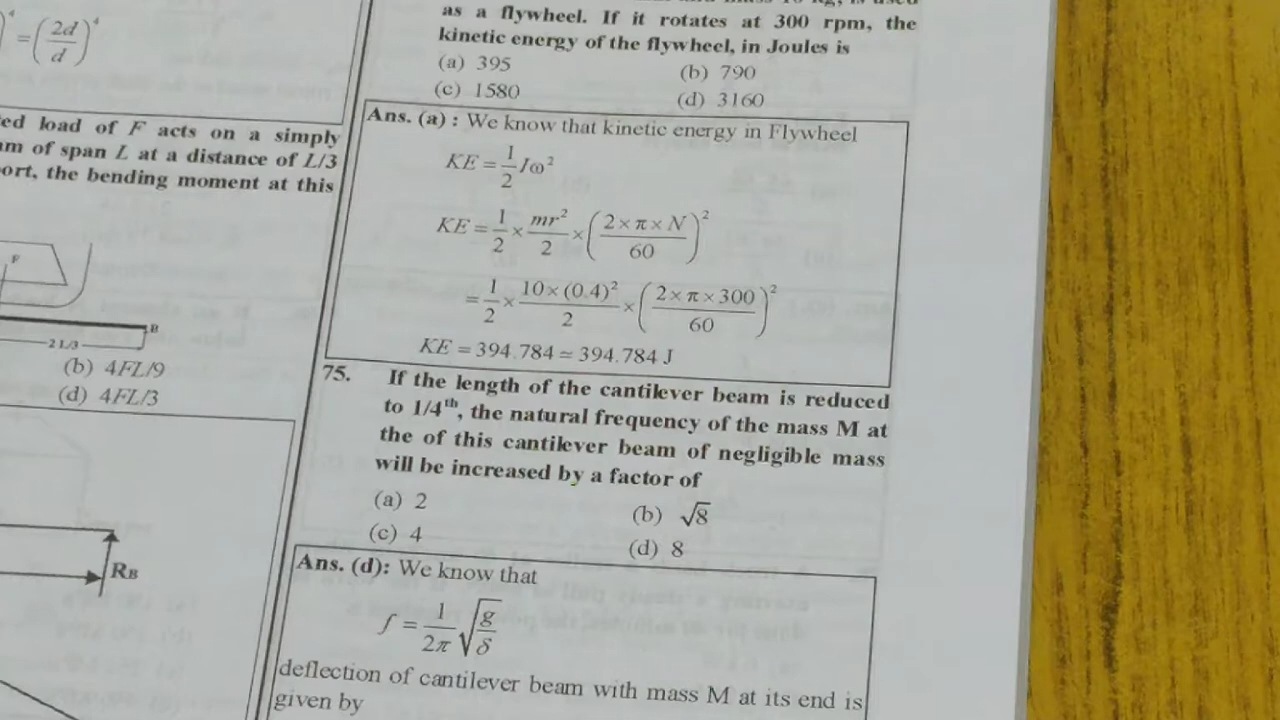 )⁴ = (2d/d)⁴
ed load of F acts on a simply
am of span L at a distance of L/3
ort, the bending moment at this
F
B
2L/3
(b) 4FL/9
(d) 4FL/3
R_B
as a flywheel. If it rotates at 300 rpm, the
kinetic energy of the flywheel, in Joules is
(a) 395 (b) 790
(c) 1580 (d) 3160
Ans. (a) : We know that kinetic energy in Flywheel
KE = 1/2 Iω²
KE = 1/2 × mr²/2 × (2×π×N/60)²
= 1/2 × 10×(0.4)²/2 × (2×π×300/60)²
KE = 394.784 = 394.784 J
75. If the length of the cantilever beam is reduced
to 1/4th, the natural frequency of the mass M at
the of this cantilever beam of negligible mass
will be increased by a factor of
(a) 2 (b) √8
(c) 4 (d) 8
Ans. (d): We know that
f = 1/2π √(g/δ)
deflection of cantilever beam with mass M at its end is
given by